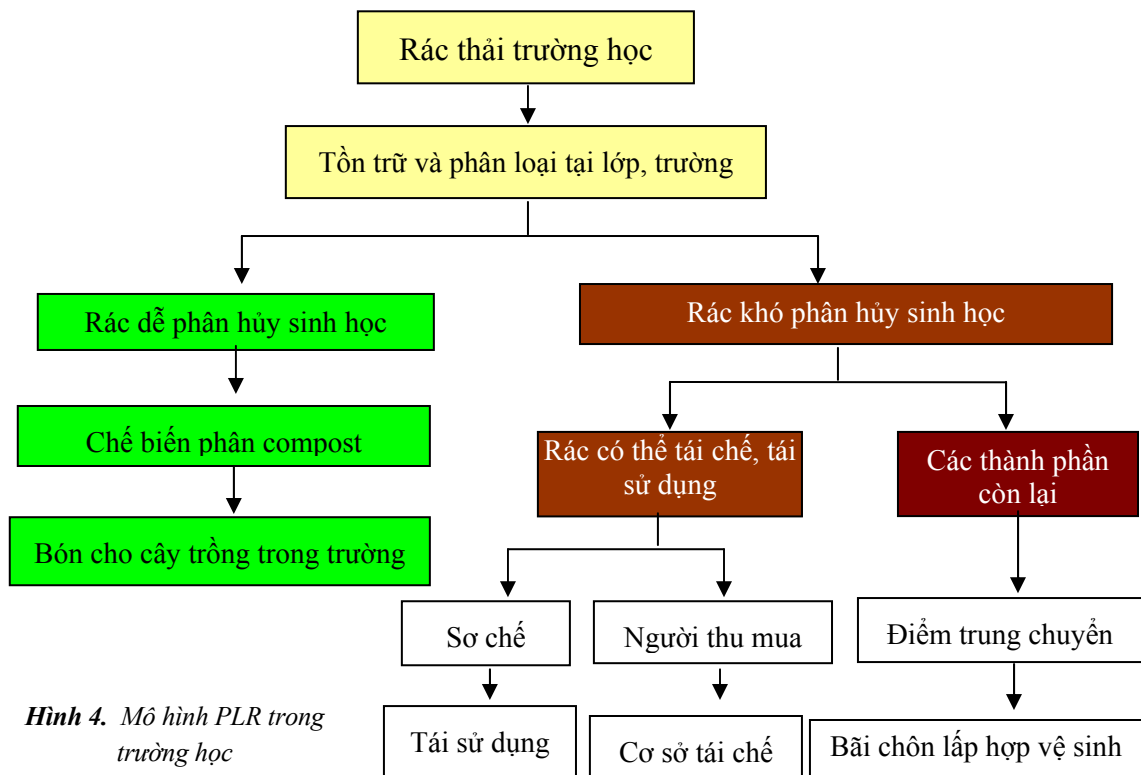 Rác thải trường học
Tồn trữ và phân loại tại lớp, trường
Rác dễ phân hủy sinh học
Rác khó phân hủy sinh học
Chế biến phân compost
Rác có thể tái chế, tái
sử dụng
Các thành phần
còn lại
Bón cho cây trồng trong trường
Sơ chế
Người thu mua
Điểm trung chuyển
Hình 4. Mô hình PLR trong
trường học
Tái sử dụng
Cơ sở tái chế
Bãi chôn lấp hợp vệ sinh